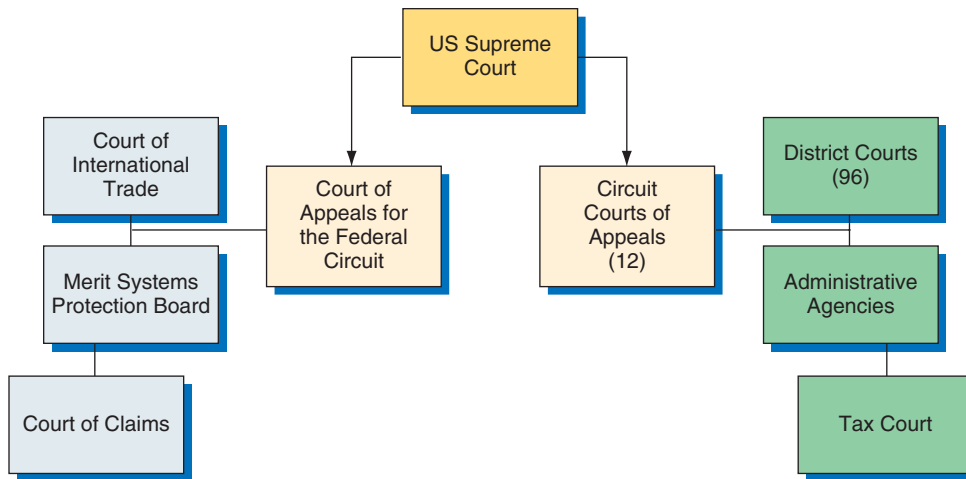 US Supreme
Court
Court of
International
Trade
Court of
Appeals for
the Federal
Circuit
Circuit
Courts of
Appeals
(12)
District Courts
(96)
Merit Systems
Protection Board
Administrative
Agencies
Court of Claims
Tax Court